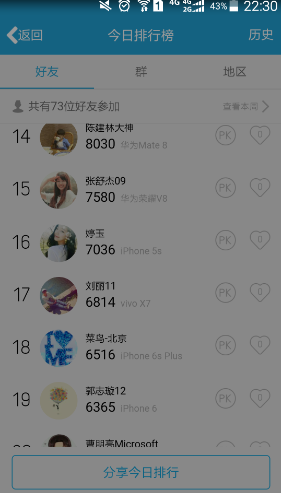 4G 4G 2G 43% 22:30
返回 今日排行榜 历史
好友 群 地区
共有73位好友参加 查看本周
14 陈建林大神 PK 0
8030 华为Mate 8
15 张舒杰09 PK 0
7580 华为荣耀V8
16 婷玉 PK 0
7036 iPhone 5s
17 刘丽11 PK 0
6814 vivo X7
18 菜鸟-北京 PK 0
6516 iPhone 6s Plus
19 郭志璇12 PK 0
6365 iPhone 6
曹朋亮Microsoft
分享今日排行